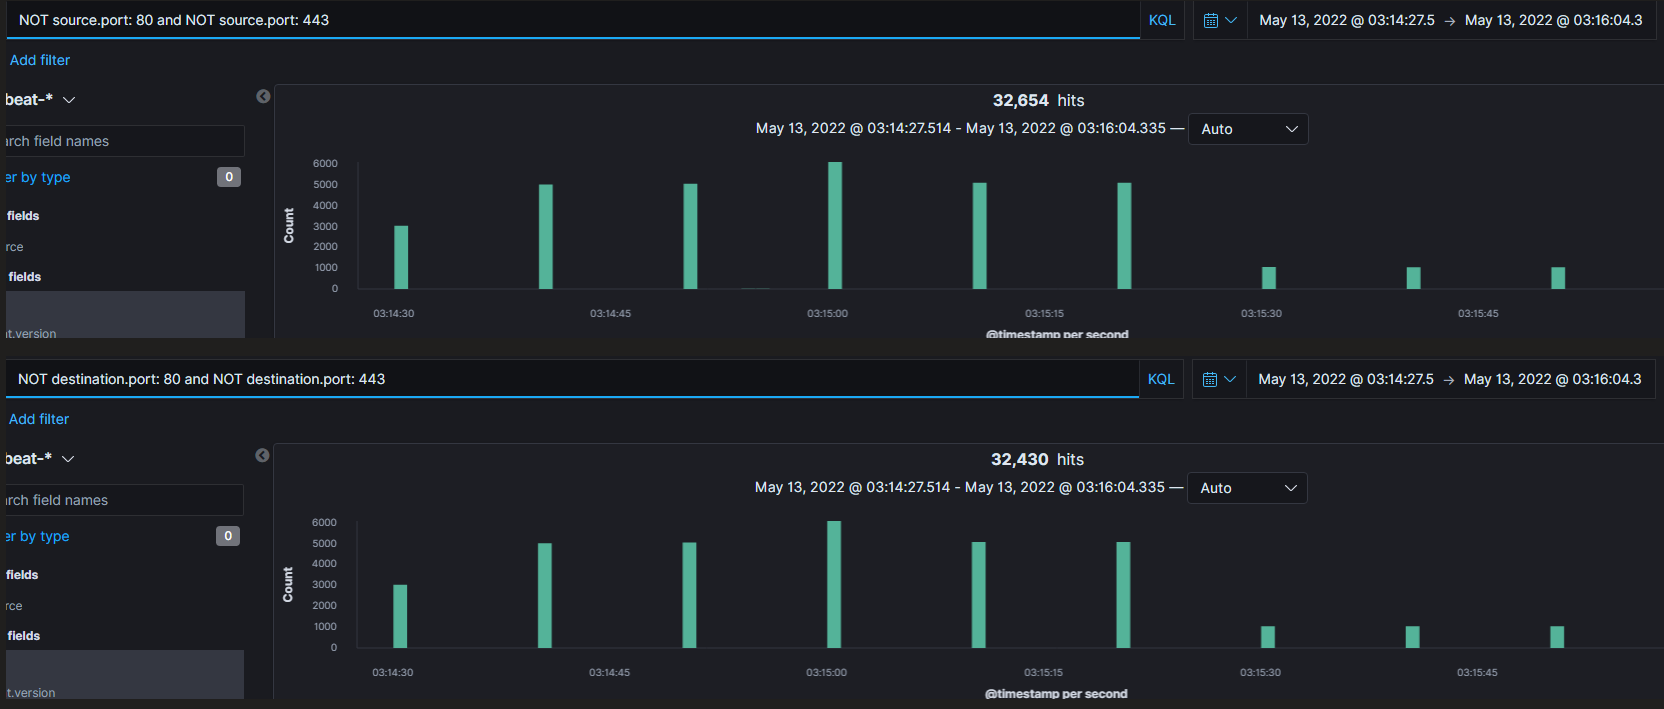 NOT source.port: 80 and NOT source.port: 443 KQL May 13, 2022 @ 03:14:27.5 → May 13, 2022 @ 03:16:04.3
Add filter
beat-*
32,654 hits
rch field names
May 13, 2022 @ 03:14:27.514 - May 13, 2022 @ 03:16:04.335 — Auto
er by type 0
fields
rce
fields
t.version
Count
6000
5000
4000
3000
2000
1000
0
03:14:30 03:14:45 03:15:00 03:15:15 03:15:30 03:15:45
@timestamp per second
NOT destination.port: 80 and NOT destination.port: 443 KQL May 13, 2022 @ 03:14:27.5 → May 13, 2022 @ 03:16:04.3
Add filter
beat-*
32,430 hits
rch field names
May 13, 2022 @ 03:14:27.514 - May 13, 2022 @ 03:16:04.335 — Auto
er by type 0
fields
rce
fields
t.version
Count
6000
5000
4000
3000
2000
1000
0
03:14:30 03:14:45 03:15:00 03:15:15 03:15:30 03:15:45
@timestamp per second